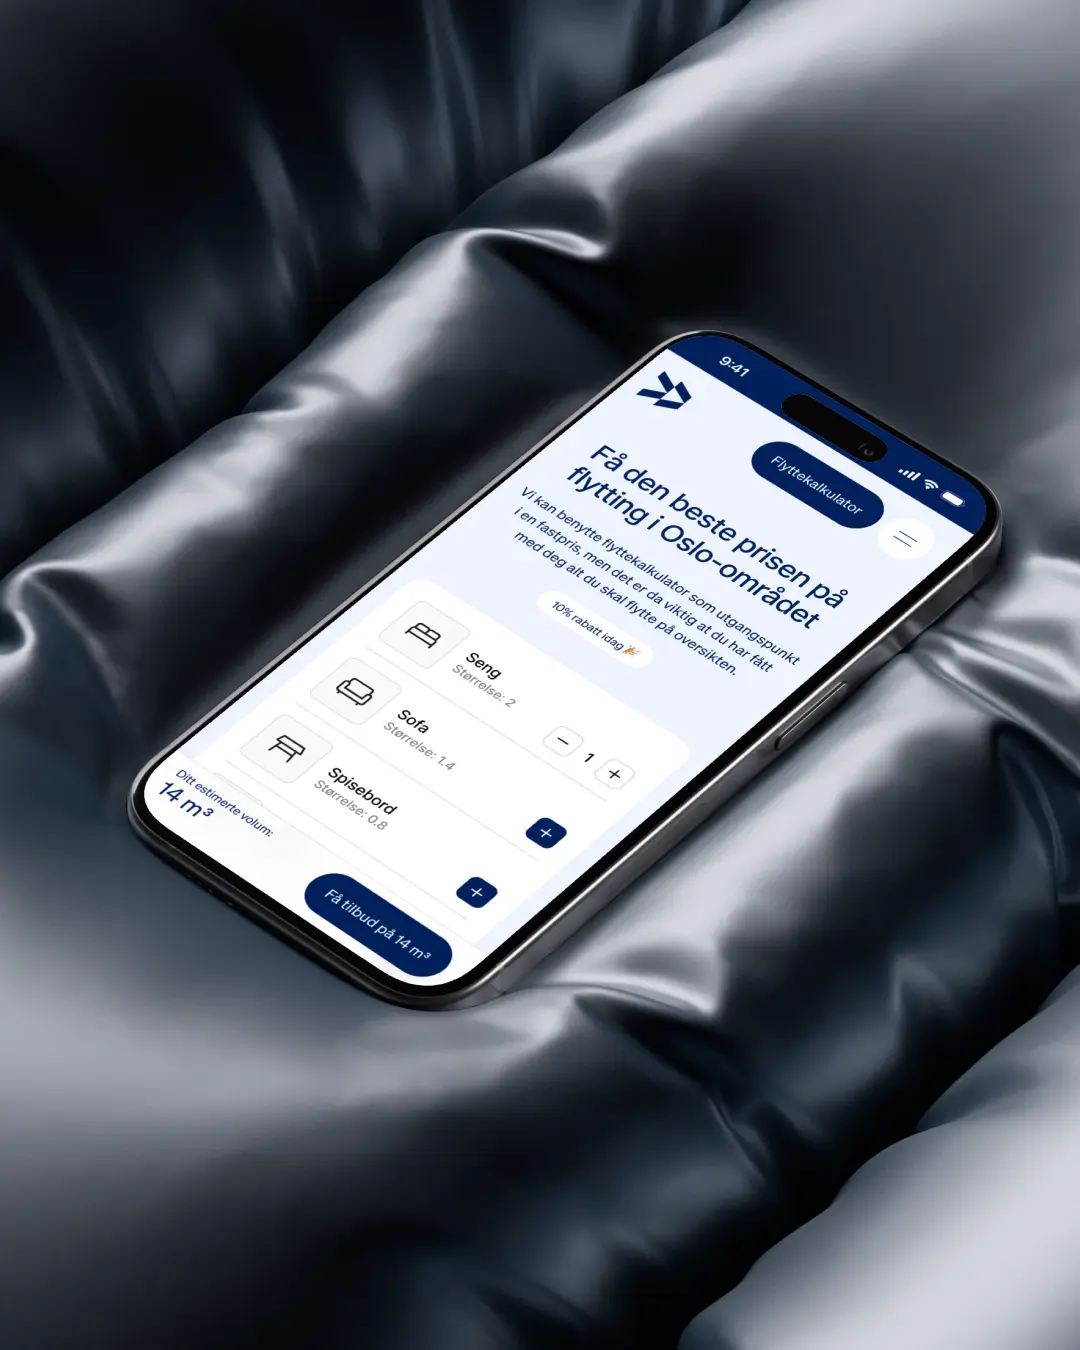 9:41
Flyttekalkulator
Få den beste prisen på
flytting i Oslo-området
Vi kan benytte flyttekalkulator som utgangspunkt
i en fastpris, men det er da viktig at du har fått
med deg alt du skal flytte på oversikten.
10% rabatt idag 🎉
Seng
Størrelse: 2
1
Sofa
Størrelse: 1.4
Spisebord
Størrelse: 0.8
Ditt estimerte volum:
14 m³
Få tilbud på 14 m³